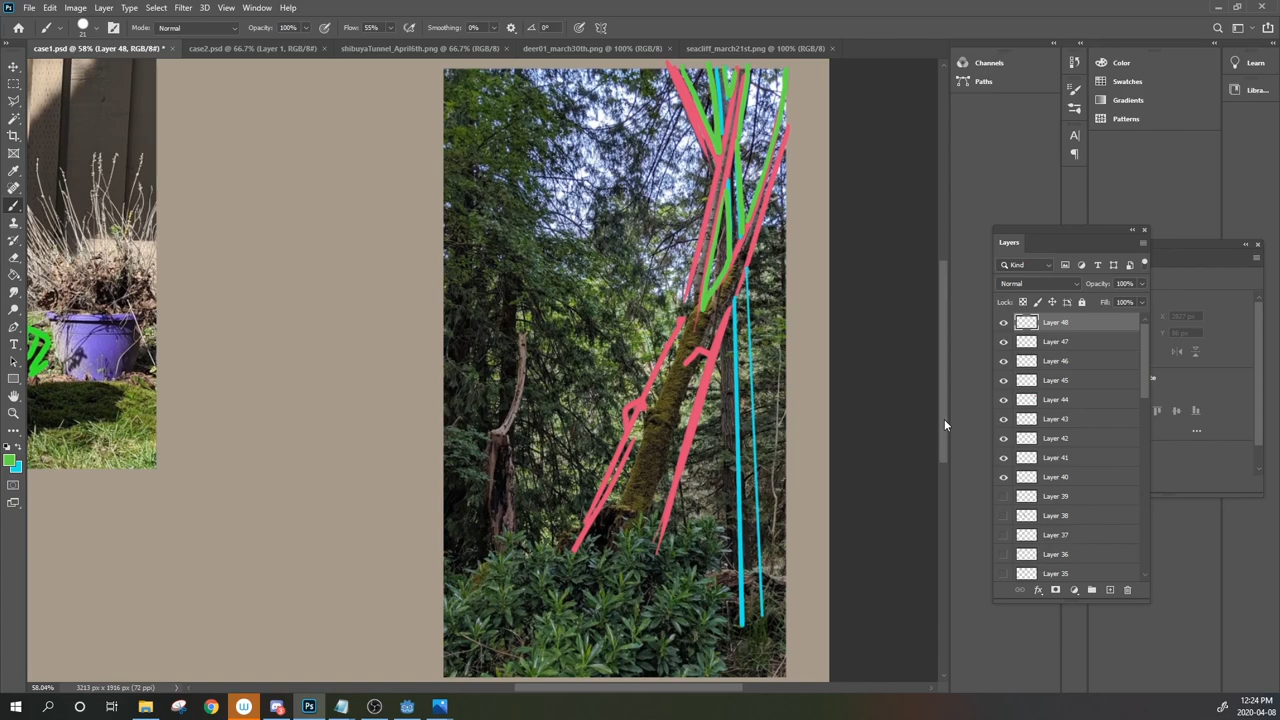 Ps File Edit Image Layer Type Select Filter 3D View Window Help
21 Mode: Normal Opacity: 100% Flow: 55% Smoothing: 0% 0°
case1.psd @ 58% (Layer 48, RGB/8#) * case2.psd @ 66.7% (Layer 1, RGB/8#) shibuyaTunnel_April6th.png @ 66.7% (RGB/8) deer01_march30th.png @ 100% (RGB/8) seacliff_march21st.png @ 100% (RGB/8)
Channels
Paths
Color
Swatches
Gradients
Patterns
Learn
Libra...
Layers
Kind
Normal Opacity: 100%
Lock: Fill: 100%
Layer 48
Layer 47
Layer 46
Layer 45
Layer 44
Layer 43
Layer 42
Layer 41
Layer 40
Layer 39
Layer 38
Layer 37
Layer 36
Layer 35
58.04% 3213 px x 1916 px (72 ppi)
12:24 PM
2020-04-08